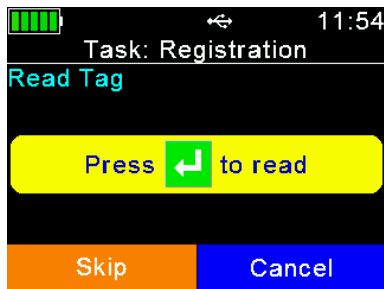 11:54
Task: Registration
Read Tag
Press ↵ to read
Skip Cancel